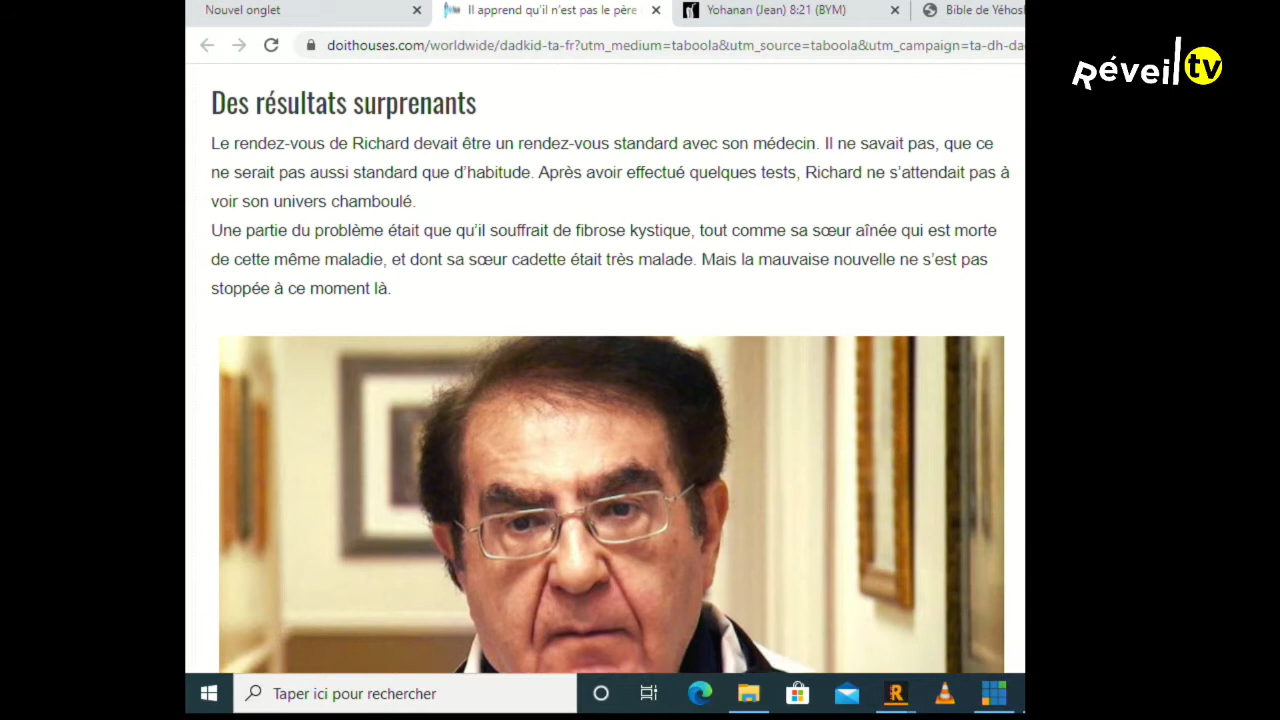 Nouvel onglet
Il apprend qu'il n'est pas le père
Yohanan (Jean) 8:21 (BYM)
Bible de Yéhos
Réveil tv
doithouses.com/worldwide/dadkid-ta-fr?utm_medium=taboola&utm_source=taboola&utm_campaign=ta-dh-da
Des résultats surprenants
Le rendez-vous de Richard devait être un rendez-vous standard avec son médecin. Il ne savait pas, que ce
ne serait pas aussi standard que d'habitude. Après avoir effectué quelques tests, Richard ne s'attendait pas à
voir son univers chamboulé.
Une partie du problème était que qu'il souffrait de fibrose kystique, tout comme sa sœur aînée qui est morte
de cette même maladie, et dont sa sœur cadette était très malade. Mais la mauvaise nouvelle ne s'est pas
stoppée à ce moment là.
Taper ici pour rechercher